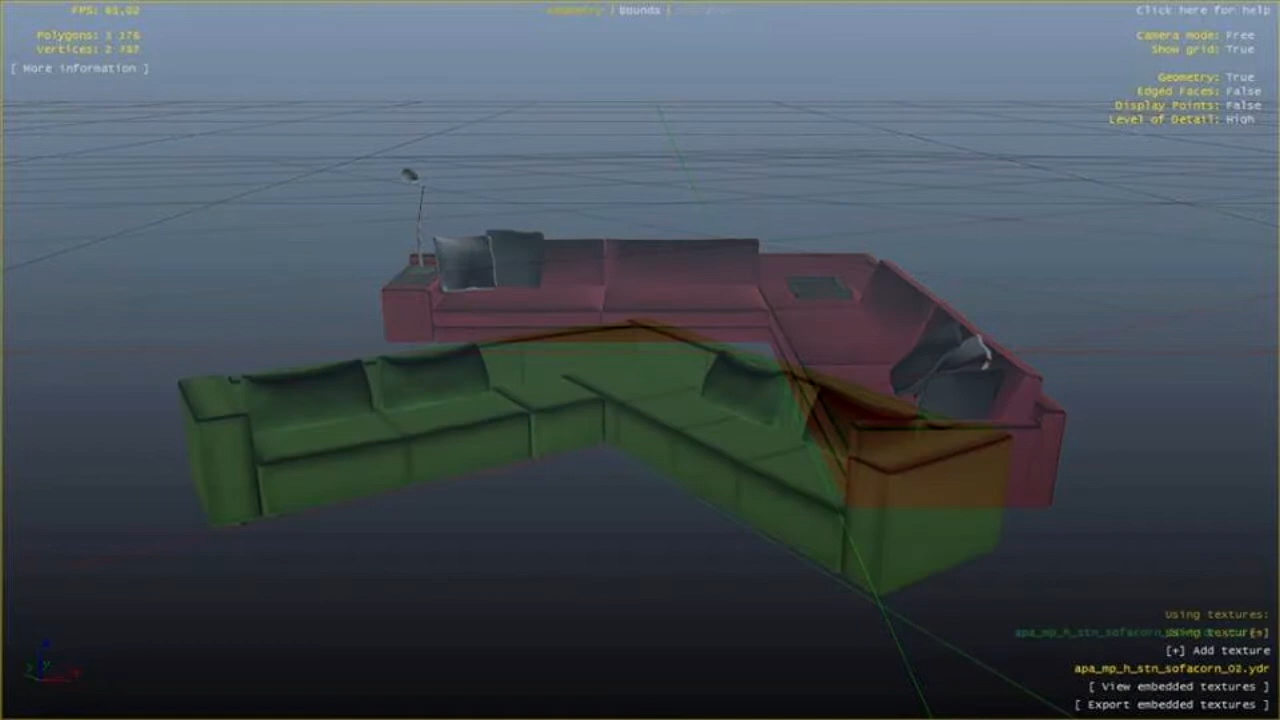 FPS: 61,02
Bounds
Click here for help
Polygons: 3 376
Vertices: 2 787
[ More information ]
Camera mode: Free
Show grid: True
Geometry: True
Edged Faces: False
Display Points: False
Level of Detail: High
Using textures:
[+] Add texture
apa_mp_h_stn_sofacorn_02.ydr
[ View embedded textures ]
[ Export embedded textures ]